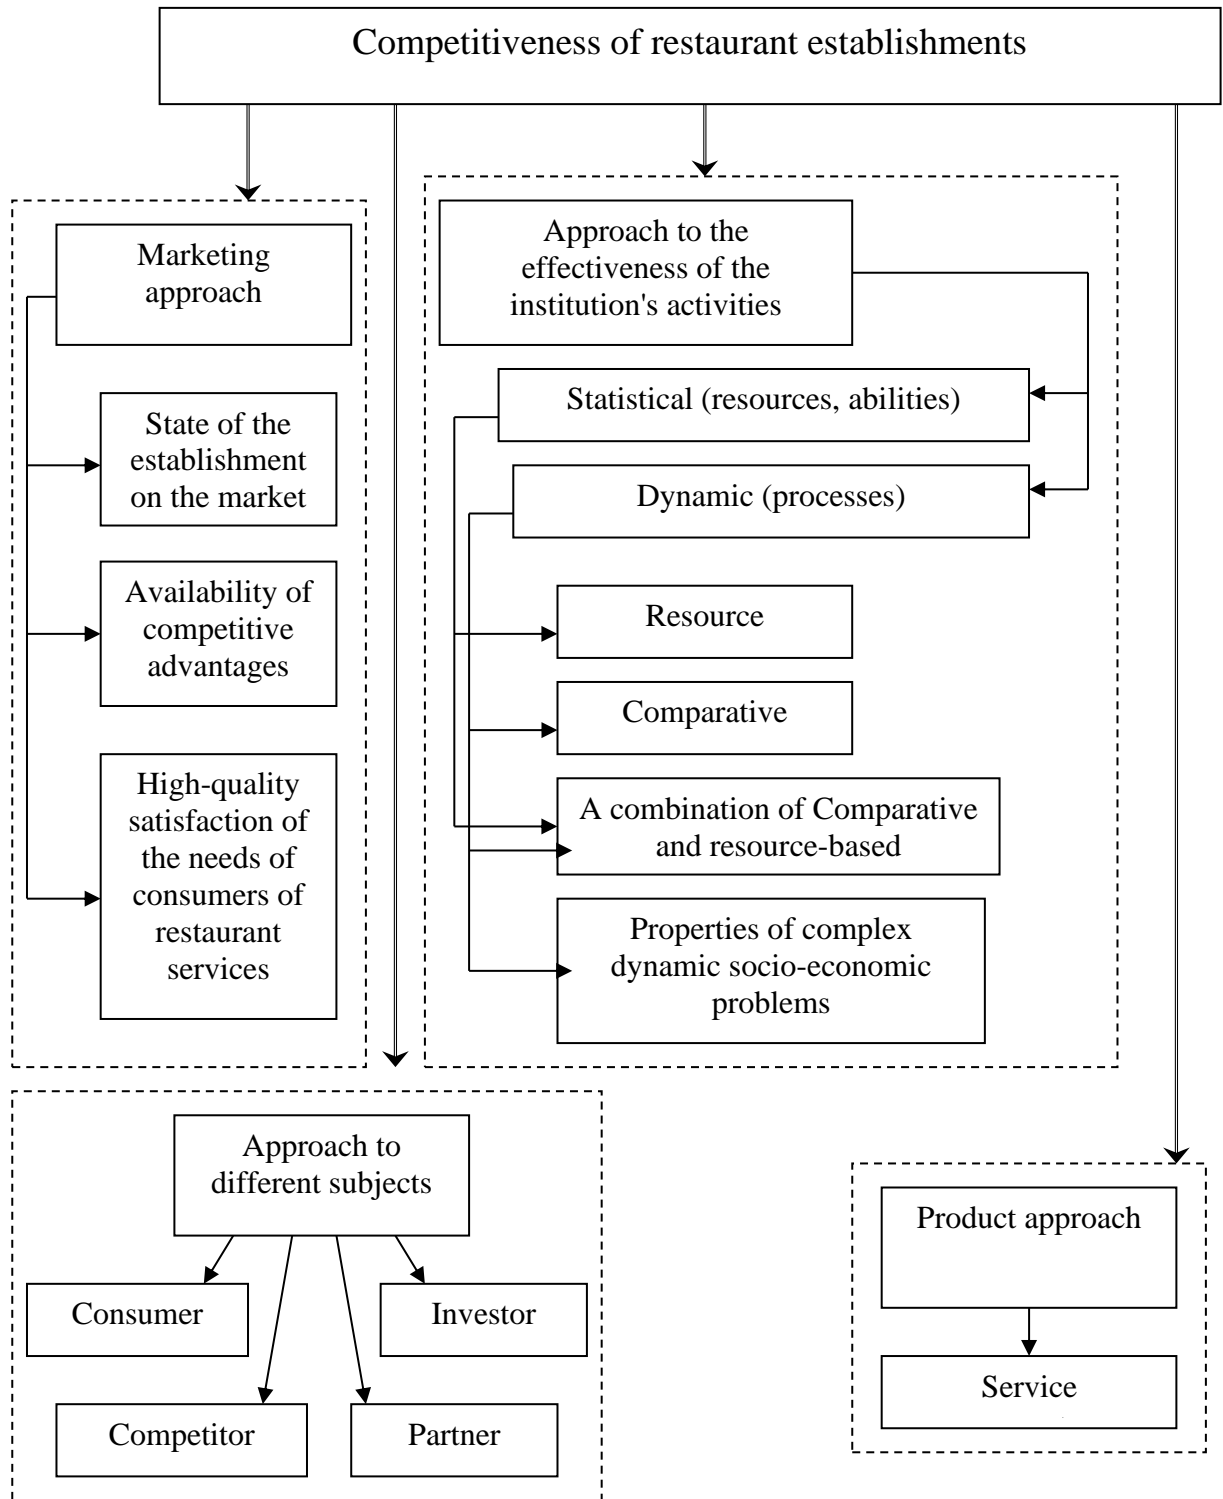 Competitiveness of restaurant establishments
Marketing
approach
State of the
establishment
on the market
Availability of
competitive
advantages
High-quality
satisfaction of
the needs of
consumers of
restaurant
services
Approach to the
effectiveness of the
institution's activities
Statistical (resources, abilities)
Dynamic (processes)
Resource
Comparative
A combination of Comparative
and resource-based
Properties of complex
dynamic socio-economic
problems
Approach to
different subjects
Consumer
Investor
Competitor
Partner
Product approach
Service